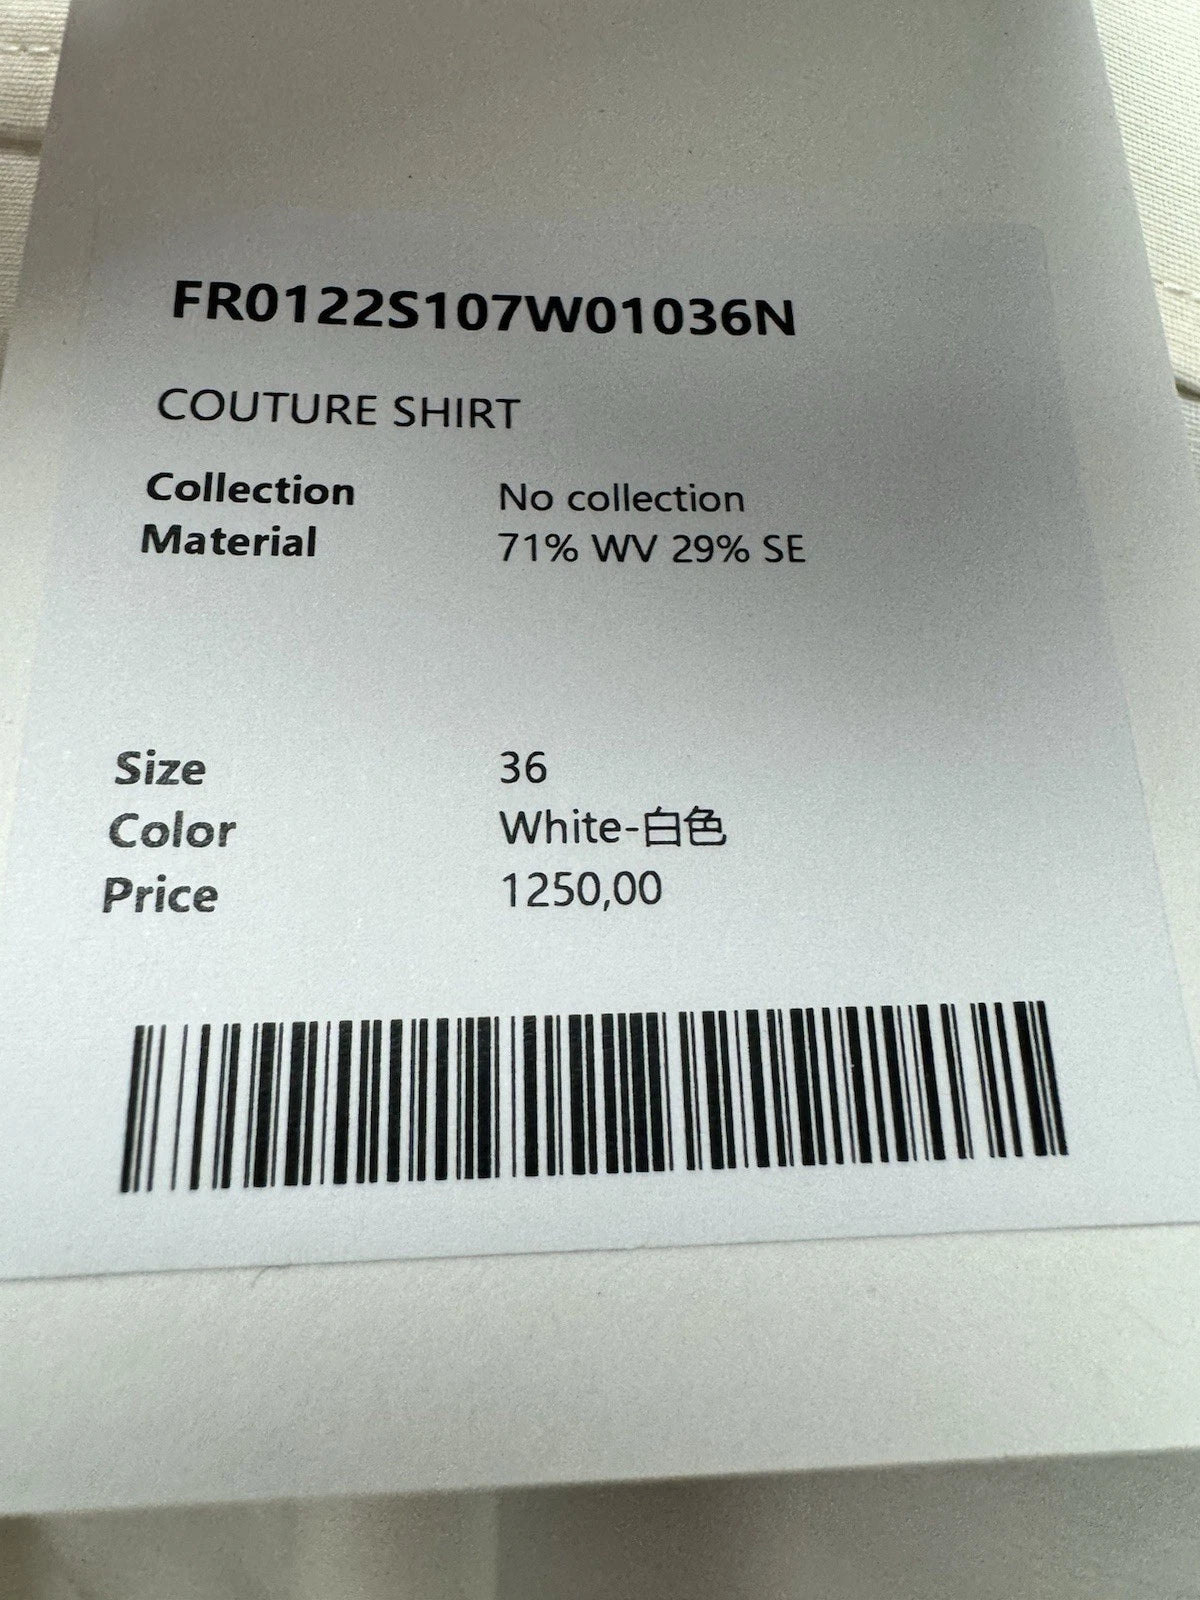 FR0122S107W01036N
COUTURE SHIRT
Collection No collection
Material 71% WV 29% SE
Size 36
Color White-白色
Price 1250,00